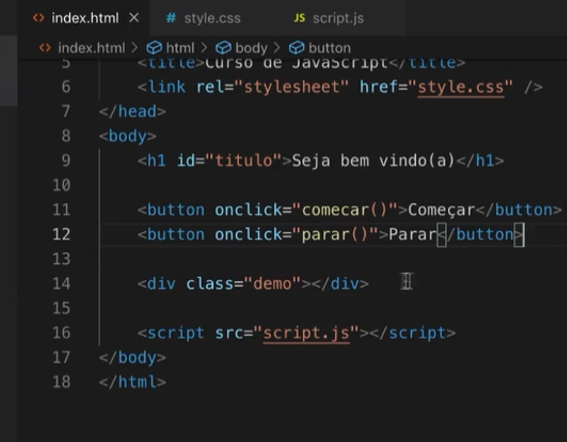 index.html
style.css
JS script.js
index.html > html > body > button
5 <title>Curso de JavaScript</title>
6 <link rel="stylesheet" href="style.css" />
7 </head>
8 <body>
9 <h1 id="titulo">Seja bem vindo(a)</h1>
10
11 <button onclick="comecar()">Começar</button>
12 <button onclick="parar()">Parar</button>
13
14 <div class="demo"></div>
15
16 <script src="script.js"></script>
17 </body>
18 </html>